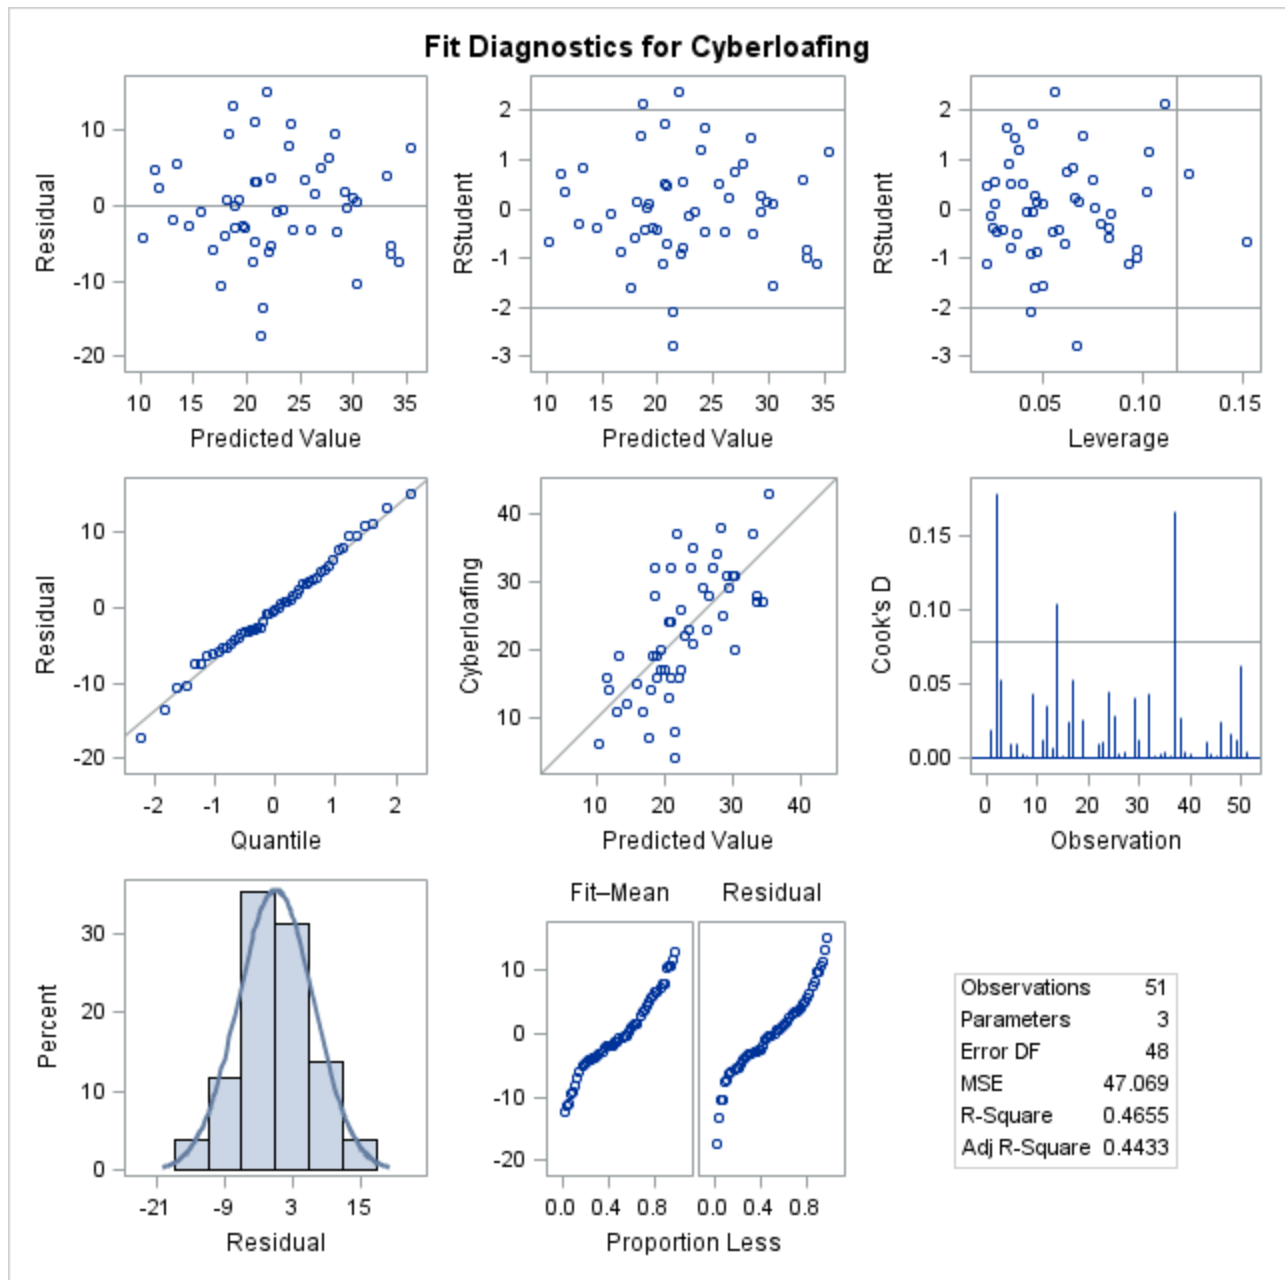 Fit Diagnostics for Cyberloafing
Residual
10
0
-10
-20
10 15 20 25 30 35
Predicted Value
RStudent
2
1
0
-1
-2
-3
10 15 20 25 30 35
Predicted Value
RStudent
2
1
0
-1
-2
-3
0.05 0.10 0.15
Leverage
Residual
10
0
-10
-20
-2 -1 0 1 2
Quantile
Cyberloafing
40
30
20
10
10 20 30 40
Predicted Value
Cook's D
0.15
0.10
0.05
0.00
0 10 20 30 40 50
Observation
Percent
30
20
10
0
-21 -9 3 15
Residual
Fit–Mean Residual
10
0
-10
-20
0.0 0.4 0.8 0.0 0.4 0.8
Proportion Less
Observations 51
Parameters 3
Error DF 48
MSE 47.069
R-Square 0.4655
Adj R-Square 0.4433